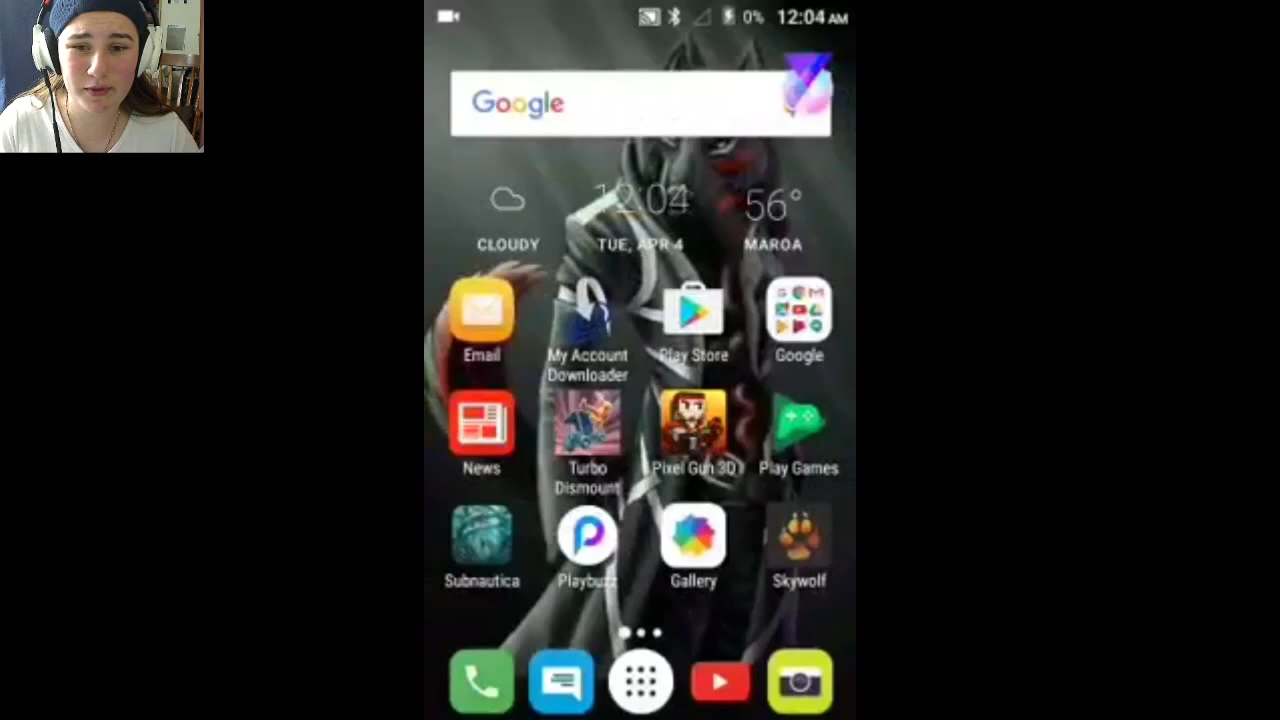 0% 12:04 AM
Google
12:04 56°
CLOUDY TUE, APR 4 MAROA
Email My Account Downloader Play Store Google
News Turbo Dismount Pixel Gun 3D Play Games
Subnautica Playbuzz Gallery Skywolf